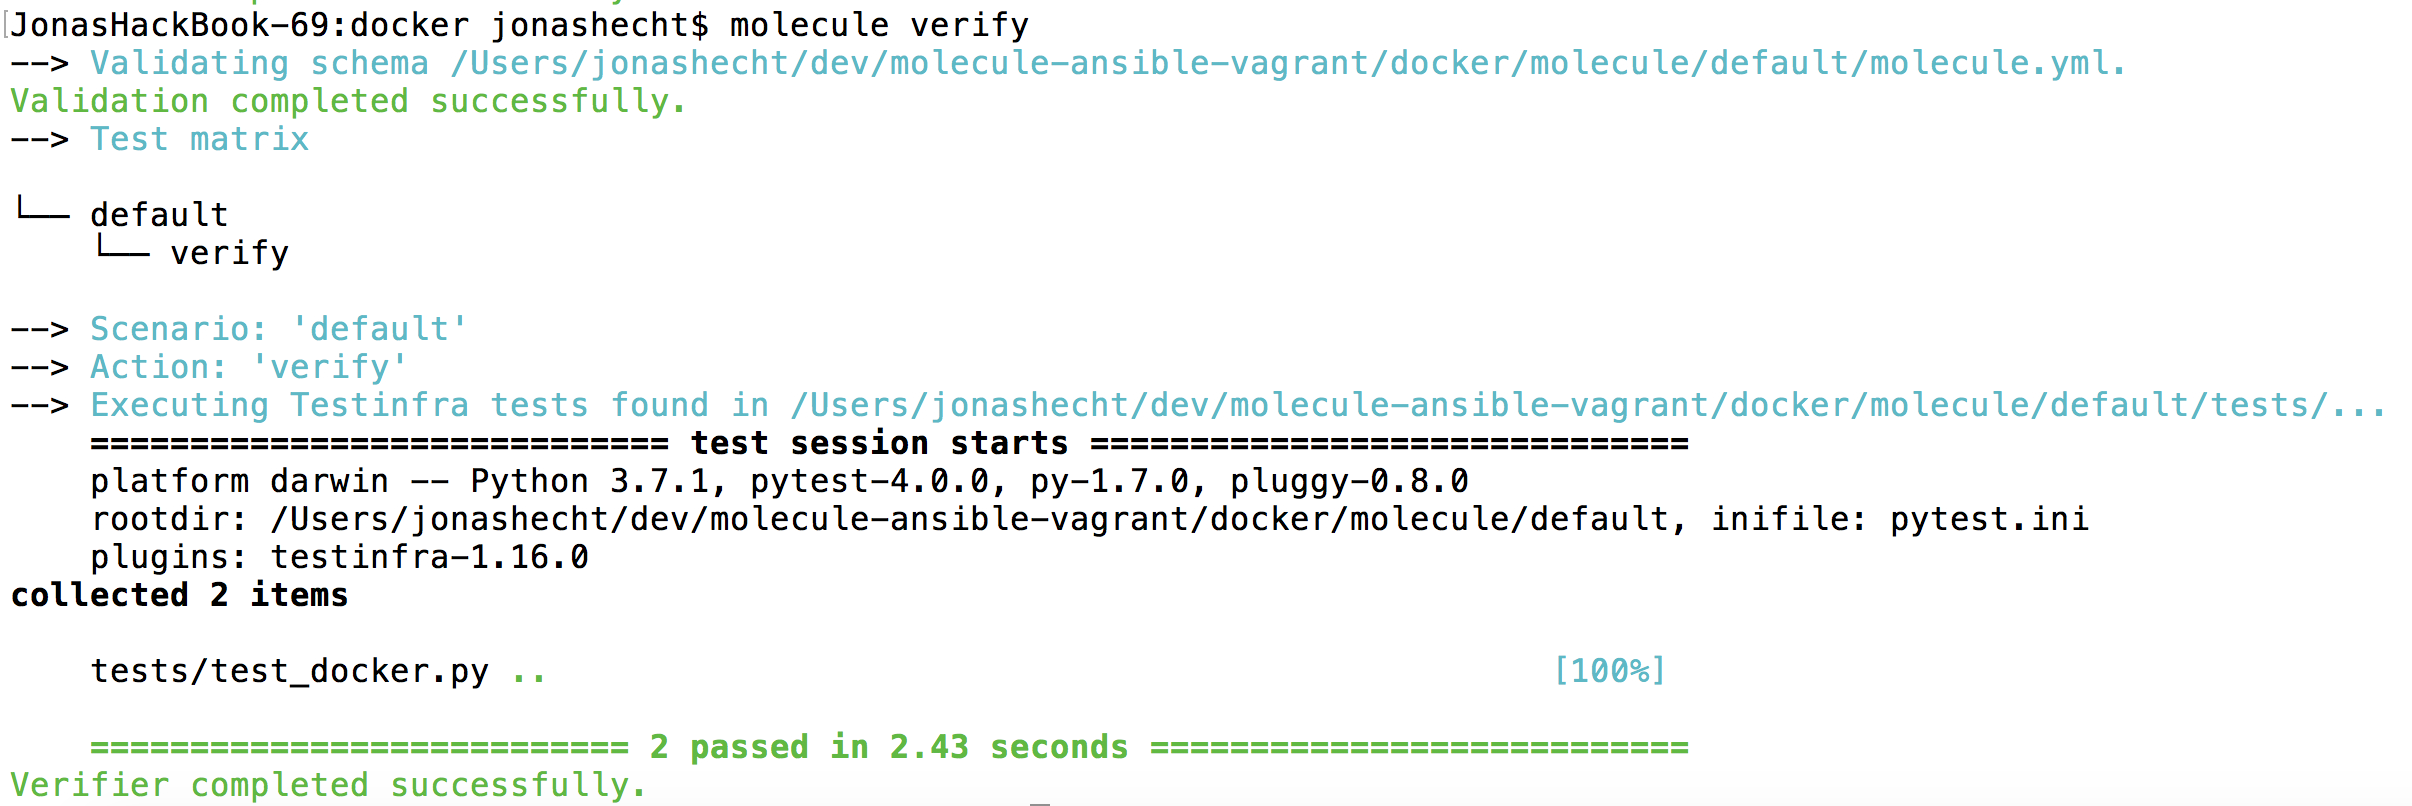 JonasHackBook-69:docker jonashecht$ molecule verify
--> Validating schema /Users/jonashecht/dev/molecule-ansible-vagrant/docker/molecule/default/molecule.yml.
Validation completed successfully.
--> Test matrix
└── default
    └── verify
--> Scenario: 'default'
--> Action: 'verify'
--> Executing Testinfra tests found in /Users/jonashecht/dev/molecule-ansible-vagrant/docker/molecule/default/tests/...
    ============================= test session starts ==============================
    platform darwin -- Python 3.7.1, pytest-4.0.0, py-1.7.0, pluggy-0.8.0
    rootdir: /Users/jonashecht/dev/molecule-ansible-vagrant/docker/molecule/default, inifile: pytest.ini
    plugins: testinfra-1.16.0
collected 2 items
    tests/test_docker.py ..                                                  [100%]
    =========================== 2 passed in 2.43 seconds ===========================
Verifier completed successfully.